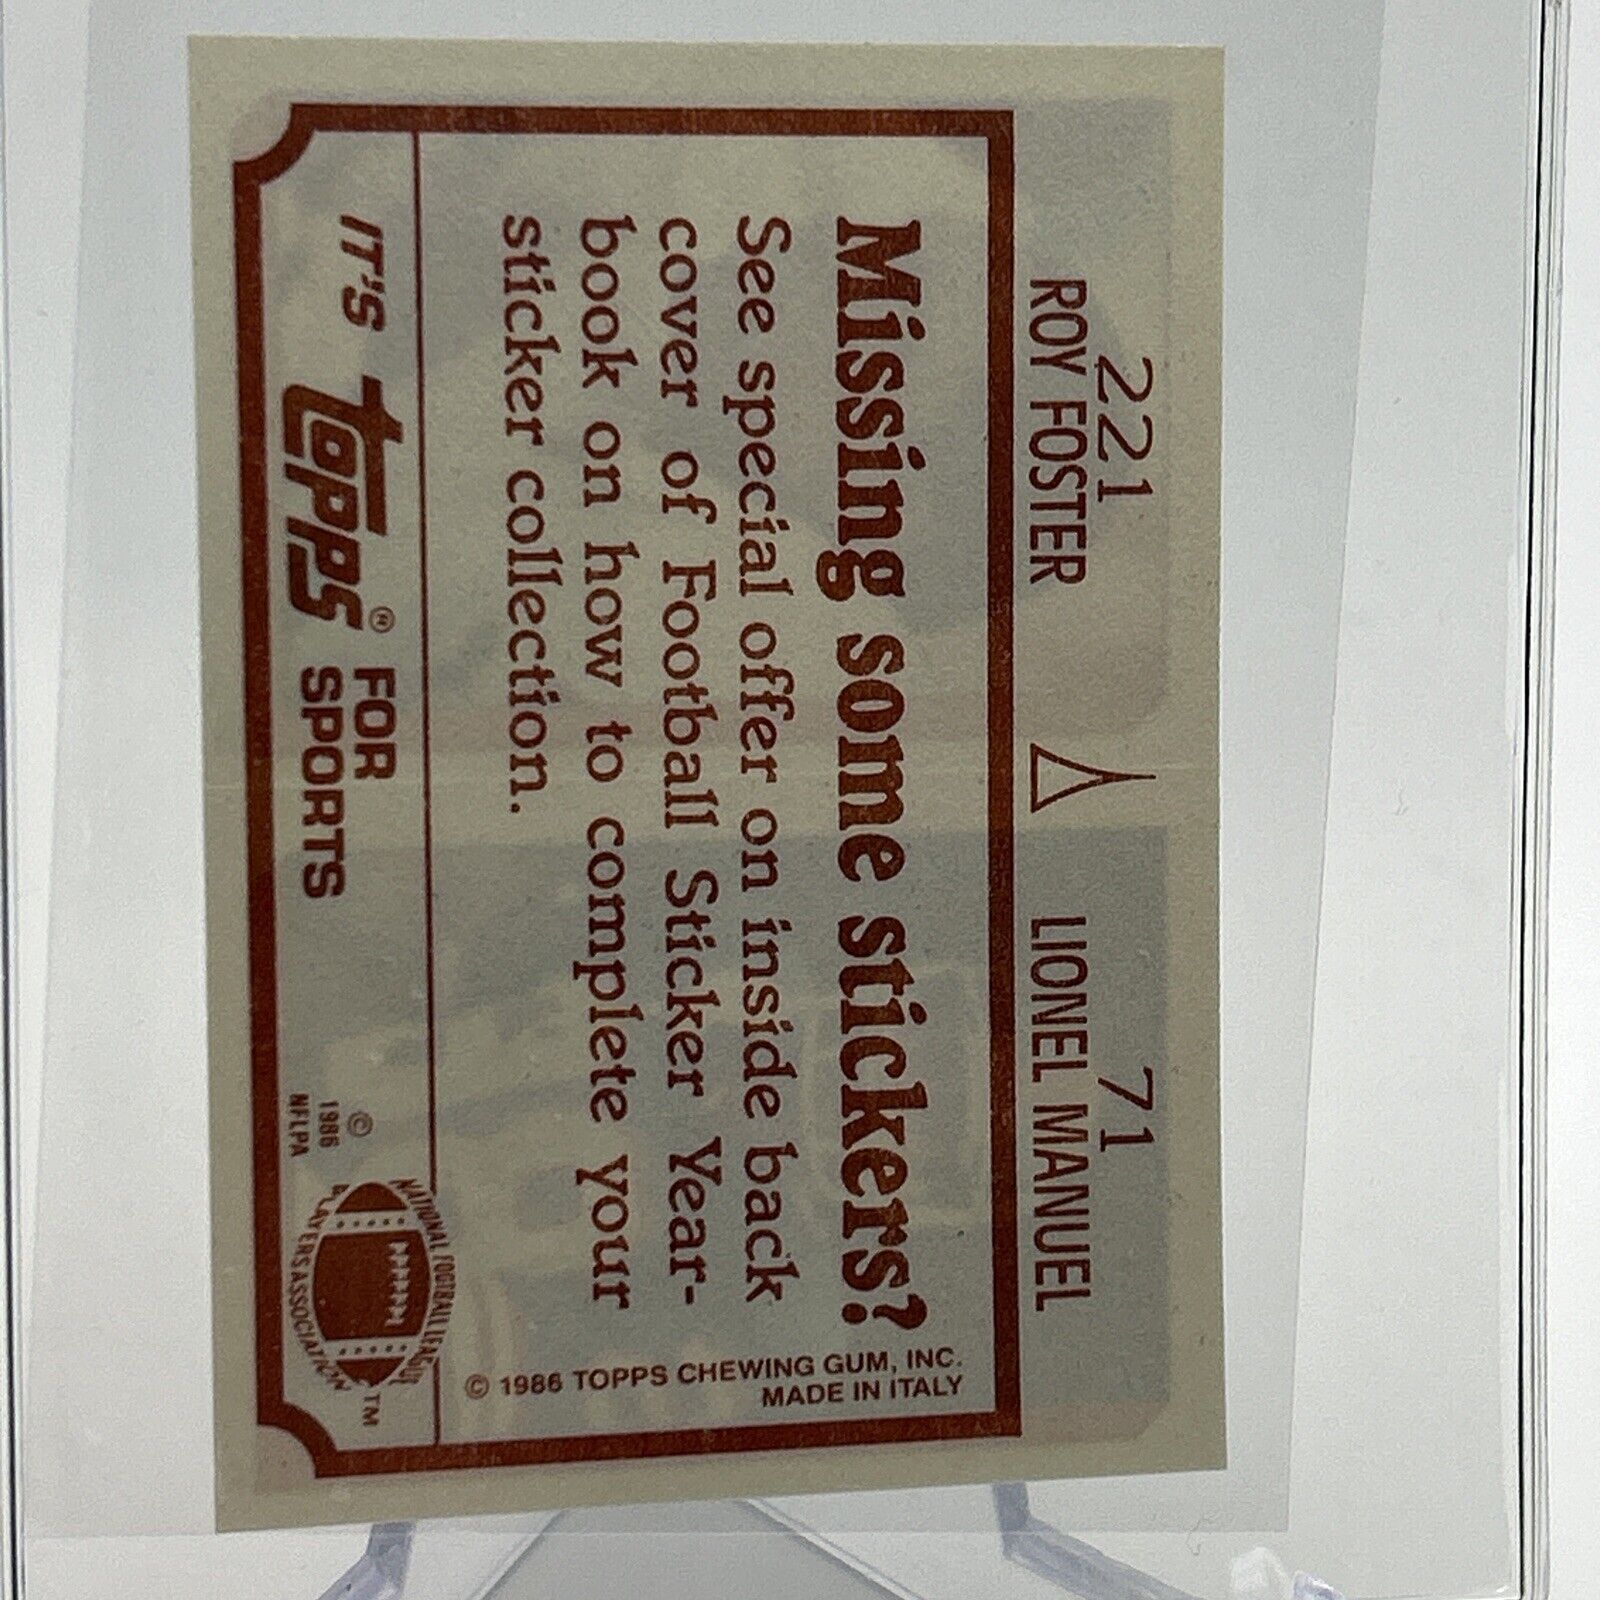 221 71
ROY FOSTER LIONEL MANUEL
Missing some stickers?
See special offer on inside back
cover of Football Sticker Year-
book on how to complete your
sticker collection.
© 1986 TOPPS CHEWING GUM, INC.
MADE IN ITALY
IT'S topps® FOR
SPORTS
©
1986
NFLPA
NATIONAL FOOTBALL LEAGUE
PLAYERS ASSOCIATION
TM